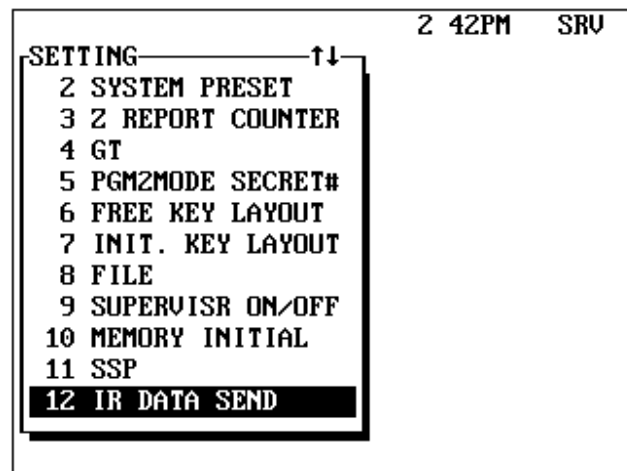 2 42PM SRV
SETTING ↑↓
2 SYSTEM PRESET
3 Z REPORT COUNTER
4 GT
5 PGM2MODE SECRET#
6 FREE KEY LAYOUT
7 INIT. KEY LAYOUT
8 FILE
9 SUPERVISR ON/OFF
10 MEMORY INITIAL
11 SSP
12 IR DATA SEND